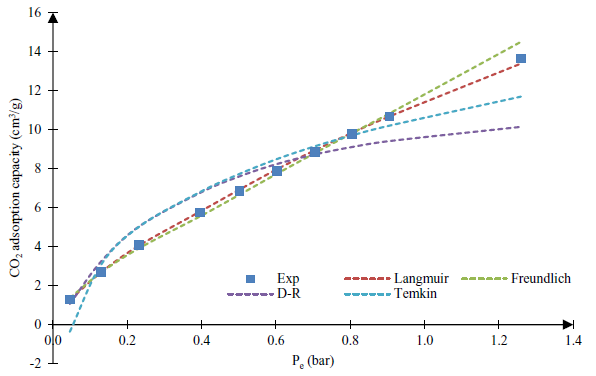 16
14
12
10
8
6
4
2
0
-2
CO₂ adsorption capacity (cm³/g)
Exp Langmuir Freundlich
D-R Temkin
0.0 0.2 0.4 0.6 0.8 1.0 1.2 1.4
Pₑ (bar)